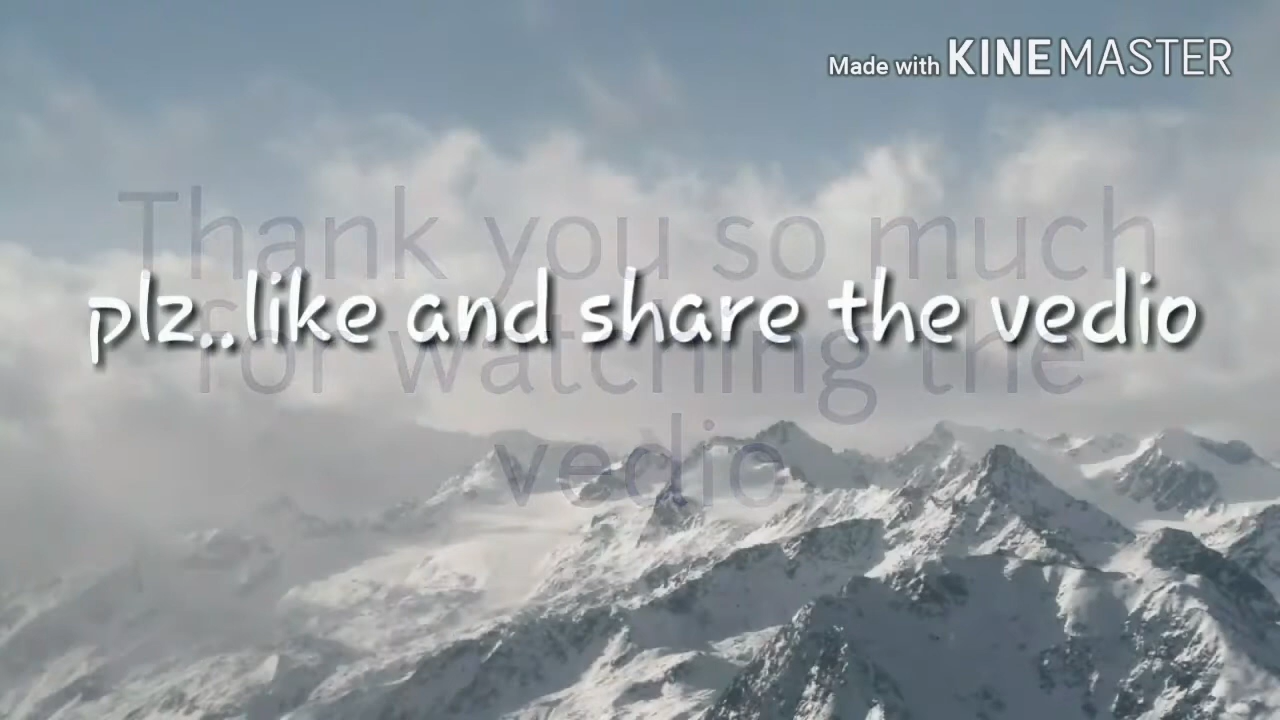 Made with KINEMASTER
Thank you so much
plz..like and share the vedio
for watching the
vedio